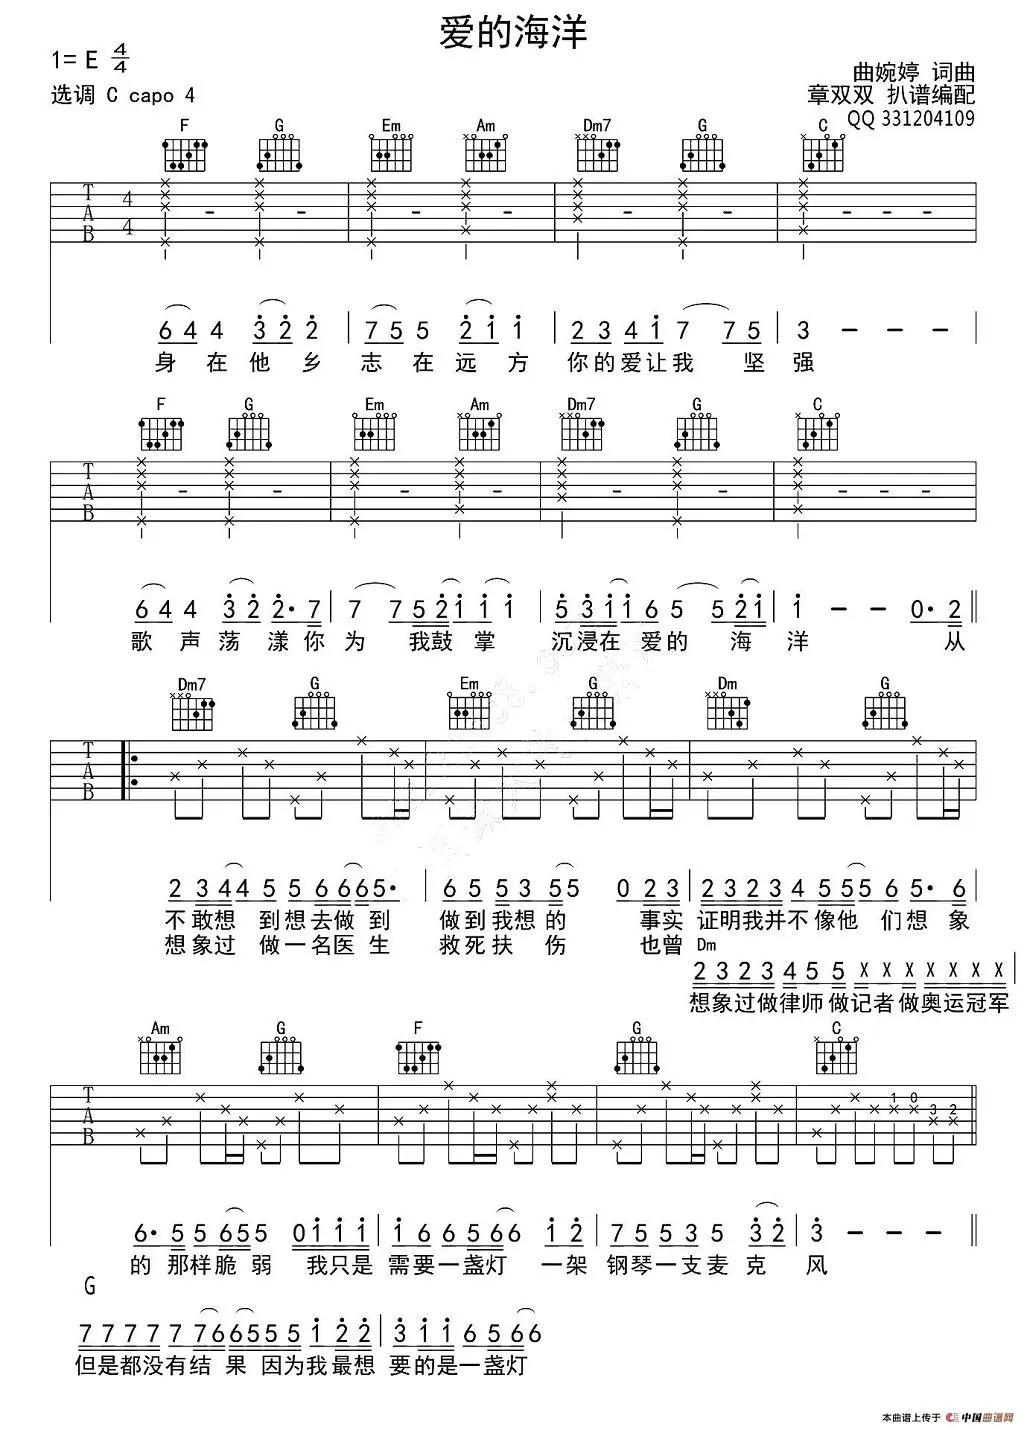 爱的海洋
1= E 4/4
曲婉婷 词曲
选调 C capo 4
章双双 扒谱编配
QQ 331204109
F G Em Am Dm7 G C
T A B 4 4
6 4 4 3 2 2 | 7 5 5 2 1 1 | 2 3 4 1 7 7 5 | 3 － － －
身 在 他 乡 志 在 远 方 你的爱让我 坚 强
F G Em Am Dm7 G C
T A B
6 4 4 3 2 2· 7 | 7 7 5 2 1 1 1 | 5 3 1 1 6 5 5 2 1 | 1 － － 0· 2
歌 声 荡 漾 你 为 我鼓 掌 沉浸在 爱的 海 洋 从
Dm7 G Em G Dm G
T A B
2 3 4 4 5 5 6 6 6 5· | 6 5 5 3 5 5 0 2 3 | 2 3 2 3 4 5 5 5 6 5· 6
不 敢想 到想去做 到 做到我想的 事实 证明我并不像他 们想 象
想象过 做一名医 生 救死扶 伤 也曾 Dm
2 3 2 3 4 5 5 X X X X X X X |
想象过做律师做记者做奥运冠军
Am G F G C
T A B 1 0 3 2
6· 5 5 6 5 5 0 1 1 1 | 1 6 6 5 6 6 1 2 | 7 5 5 3 5 3 2 | 3 － － －
的 那样脆 弱 我只是 需要一盏灯 一架 钢琴一支麦 克 风
G
7 7 7 7 7 7 6 6 5 5 5 1 2 2 | 3 1 1 6 5 6 6
但是都没有结 果 因为我最想 要的是一盏灯
本曲谱上传于 中国曲谱网